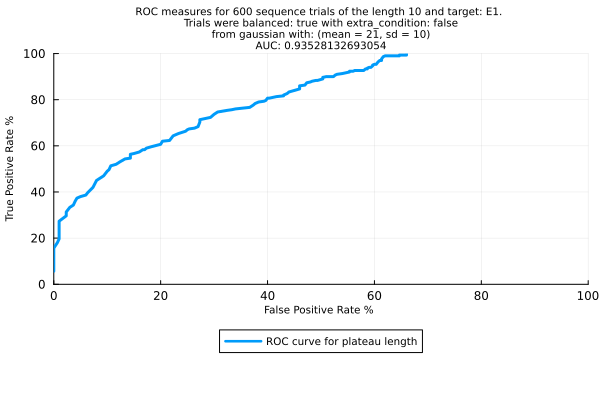 ROC measures for 600 sequence trials of the length 10 and target: E1.
Trials were balanced: true with extra_condition: false
from gaussian with: (mean = 21, sd = 10)
AUC: 0.93528132693054
100
80
60
40
20
0
True Positive Rate %
0 20 40 60 80 100
False Positive Rate %
ROC curve for plateau length